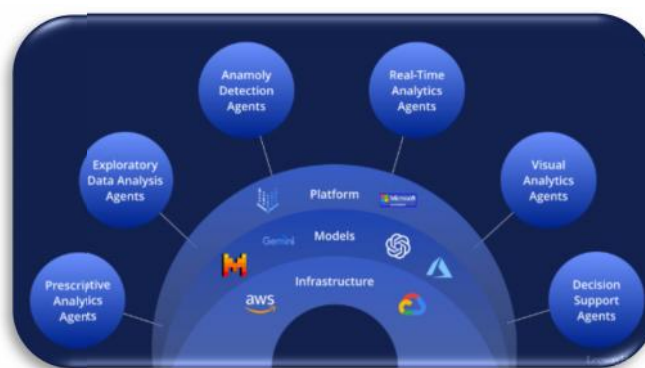 Anamoly
Detection
Agents
Real-Time
Analytics
Agents
Exploratory
Data Analysis
Agents
Visual
Analytics
Agents
Prescriptive
Analytics
Agents
Decision
Support
Agents
Platform
Microsoft
Gemini
Models
Infrastructure
aws